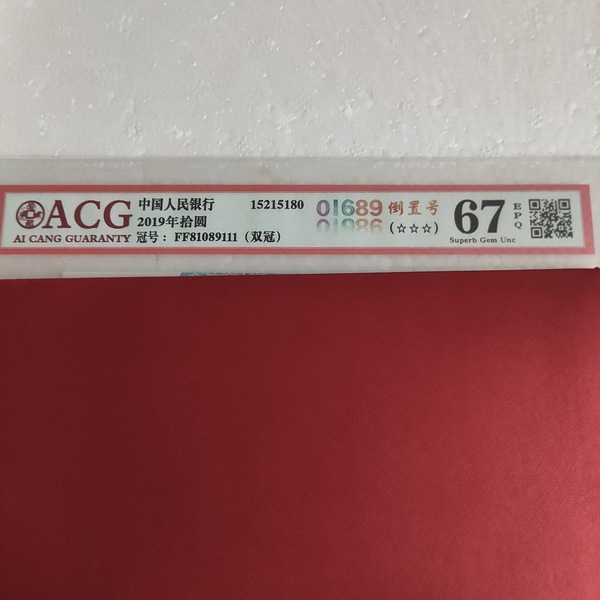 ACG
AI CANG GUARANTY
中国人民银行 15215180
2019年拾圆
冠号：FF81089111（双冠）
01689 倒置号
01986 (☆☆☆)
67
EPQ
Superb Gem Unc